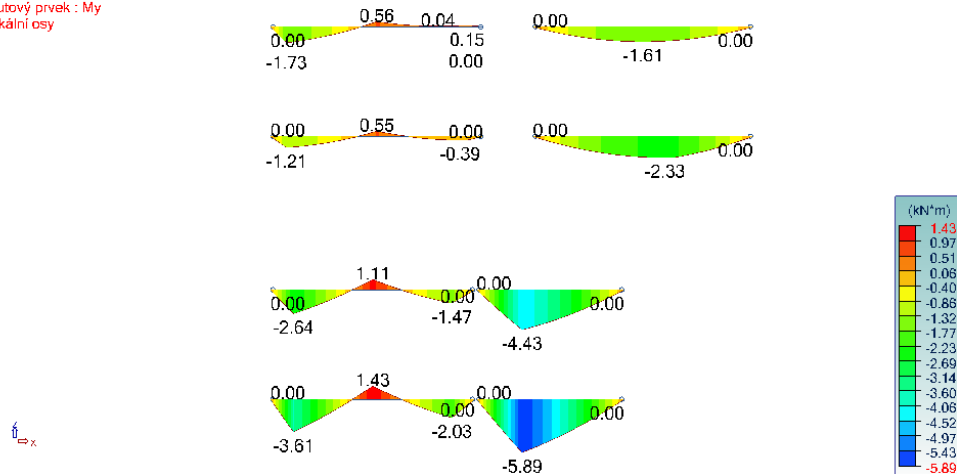 utový prvek : My
kální osy
0.56 0.04 0.00
0.00 0.15 0.00
-1.73 0.00 -1.61
0.00 0.55 0.00 0.00
-1.21 -0.39 0.00
-2.33
(kN*m)
1.43
0.97
0.51
0.06
-0.40
-0.86
-1.32
-1.77
-2.23
-2.69
-3.14
-3.60
-4.06
-4.52
-4.97
-5.43
-5.89
1.11 0.00
0.00 0.00 0.00
-2.64 -1.47
-4.43
0.00 1.43 0.00
0.00 0.00
-3.61 -2.03
-5.89
x